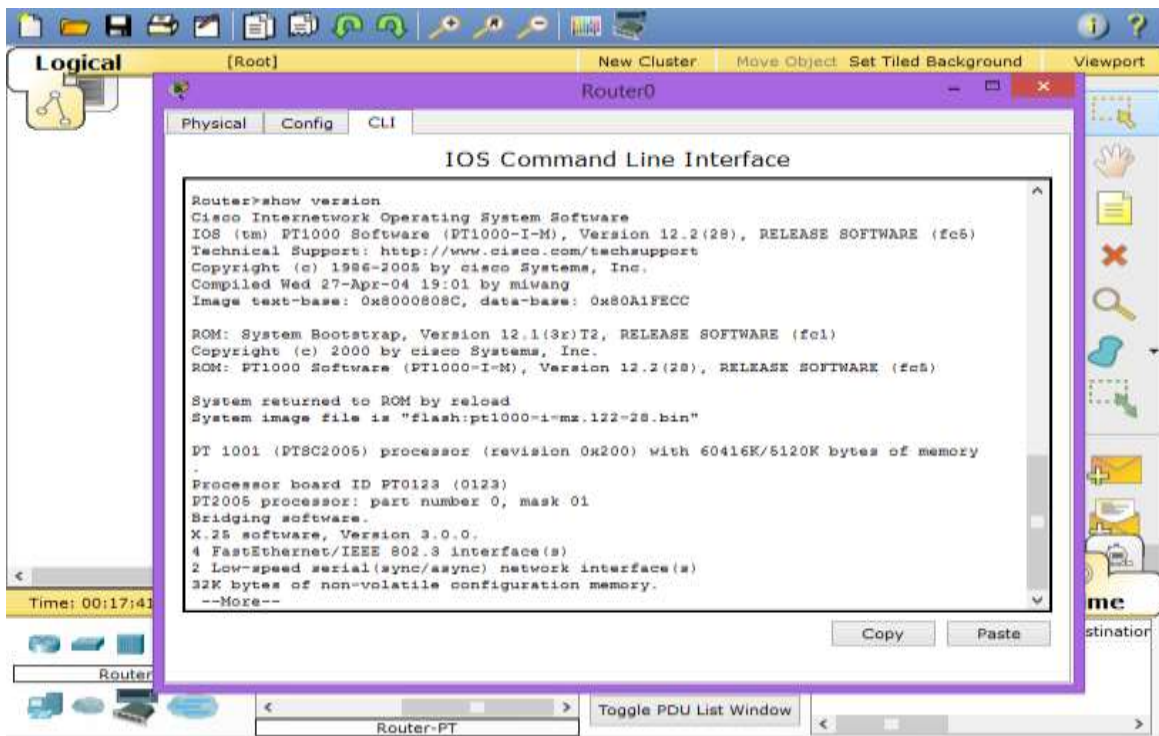 Logical
[Root]
New Cluster
Move Object
Set Tiled Background
Viewport
Router0
Physical
Config
CLI
IOS Command Line Interface
Router>show version
Cisco Internetwork Operating System Software
IOS (tm) PT1000 Software (PT1000-I-M), Version 12.2(28), RELEASE SOFTWARE (fc5)
Technical Support: http://www.cisco.com/techsupport
Copyright (c) 1986-2005 by cisco Systems, Inc.
Compiled Wed 27-Apr-04 19:01 by miwang
Image text-base: 0x8000808C, data-base: 0x80A1FECC
ROM: System Bootstrap, Version 12.1(3r)T2, RELEASE SOFTWARE (fc1)
Copyright (c) 2000 by cisco Systems, Inc.
ROM: PT1000 Software (PT1000-I-M), Version 12.2(28), RELEASE SOFTWARE (fc5)
System returned to ROM by reload
System image file is "flash:pt1000-i-mz.122-28.bin"
PT 1001 (PTSC2005) processor (revision 0x200) with 60416K/5120K bytes of memory
.
Processor board ID PT0123 (0123)
PT2005 processor: part number 0, mask 01
Bridging software.
X.25 software, Version 3.0.0.
4 FastEthernet/IEEE 802.3 interface(s)
2 Low-speed serial(sync/async) network interface(s)
32K bytes of non-volatile configuration memory.
--More--
Copy
Paste
Time: 00:17:41
me
stination
Router
Toggle PDU List Window
Router-PT